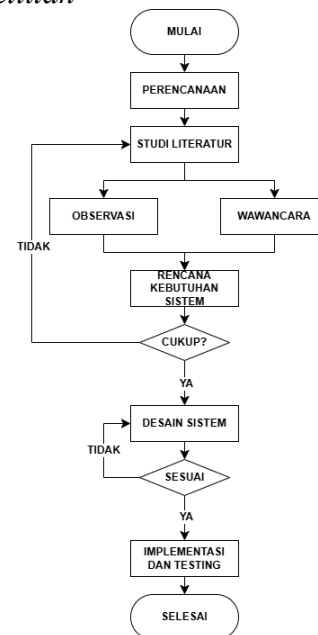 MULAI
PERENCANAAN
STUDI LITERATUR
OBSERVASI
WAWANCARA
TIDAK
RENCANA
KEBUTUHAN
SISTEM
CUKUP?
YA
DESAIN SISTEM
TIDAK
SESUAI
YA
IMPLEMENTASI
DAN TESTING
SELESAI